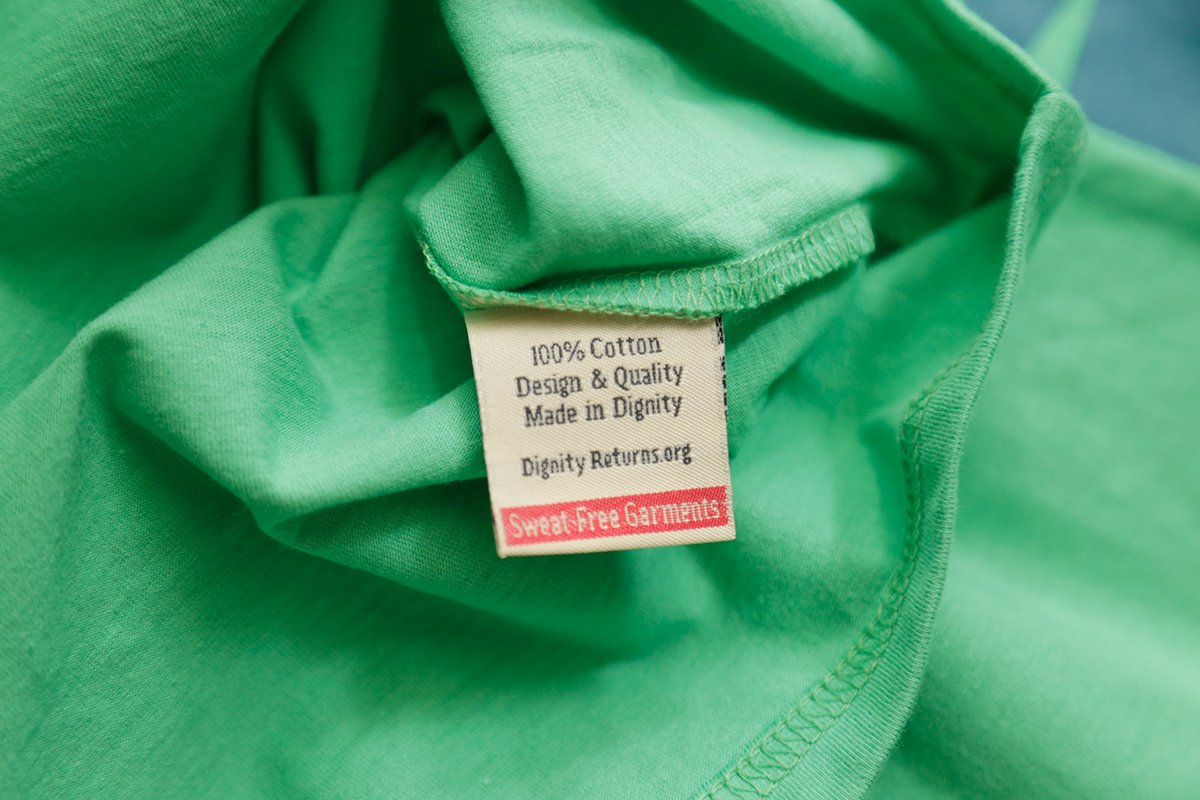 100% Cotton
Design & Quality
Made in Dignity
Dignity Returns.org
Sweat-Free Garments